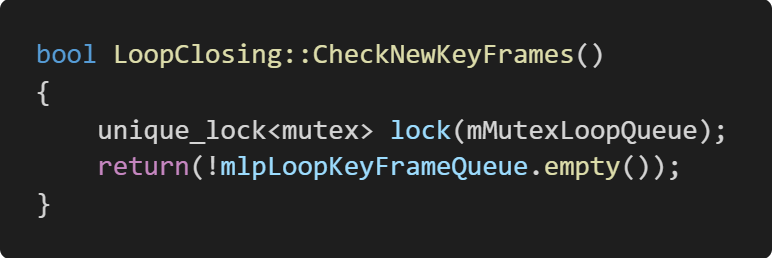 bool LoopClosing::CheckNewKeyFrames()
{
    unique_lock<mutex> lock(mMutexLoopQueue);
    return(!mlpLoopKeyFrameQueue.empty());
}